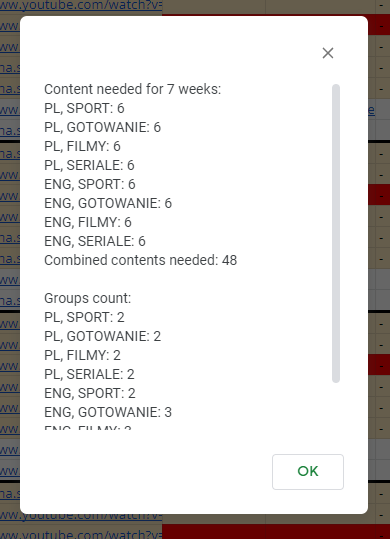 www.youtube.com/watch?v=
Content needed for 7 weeks:
PL, SPORT: 6
PL, GOTOWANIE: 6
PL, FILMY: 6
PL, SERIALE: 6
ENG, SPORT: 6
ENG, GOTOWANIE: 6
ENG, FILMY: 6
ENG, SERIALE: 6
Combined contents needed: 48
Groups count:
PL, SPORT: 2
PL, GOTOWANIE: 2
PL, FILMY: 2
PL, SERIALE: 2
ENG, SPORT: 2
ENG, GOTOWANIE: 3
ENG, FILMY:
OK
www.youtube.com/watch?v=